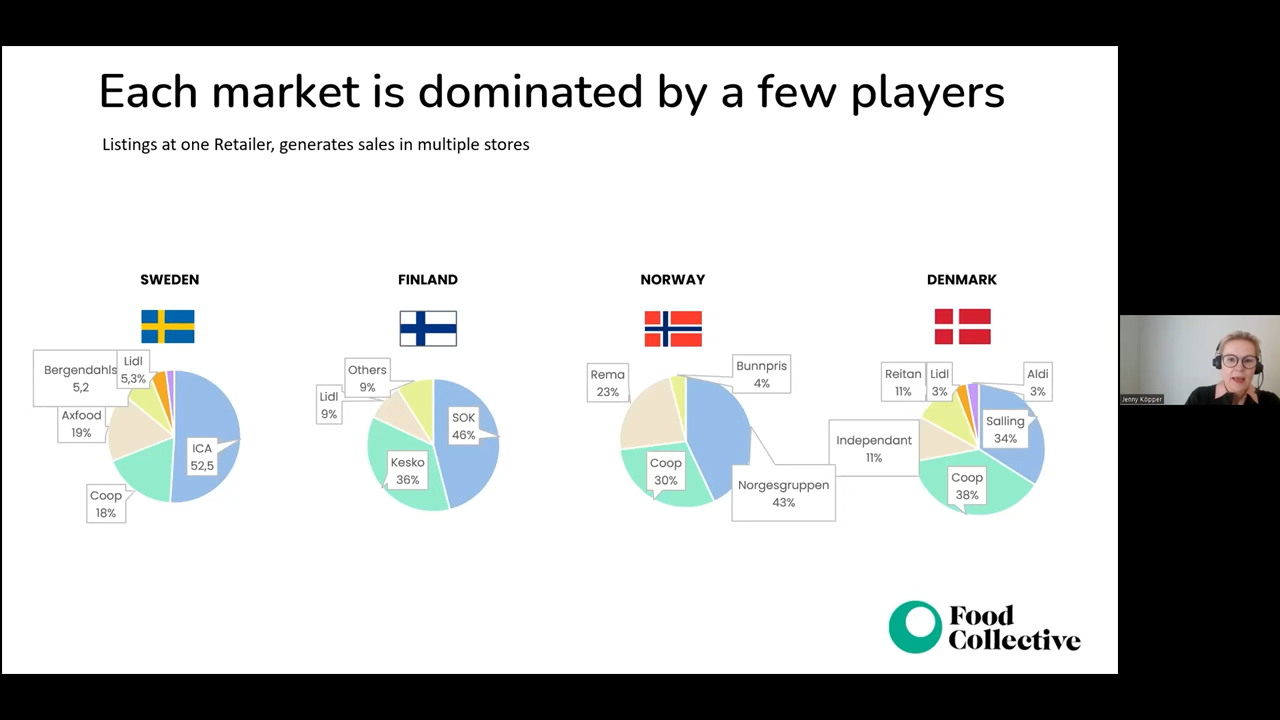 Each market is dominated by a few players
Listings at one Retailer, generates sales in multiple stores
SWEDEN
Bergendahls
5,2
Lidl
5,3%
Axfood
19%
ICA
52,5
Coop
18%
FINLAND
Others
9%
Lidl
9%
SOK
46%
Kesko
36%
NORWAY
Rema
23%
Bunnpris
4%
Coop
30%
Norgesgruppen
43%
DENMARK
Reitan
11%
Lidl
3%
Aldi
3%
Salling
34%
Independant
11%
Coop
38%
Food
Collective
Jenny Köpper